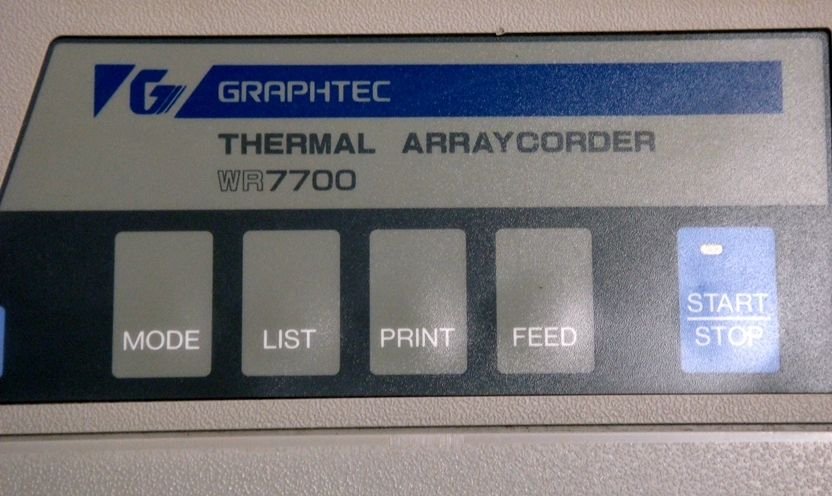 G GRAPHTEC
THERMAL ARRAYCORDER
WR7700
MODE LIST PRINT FEED
START
STOP